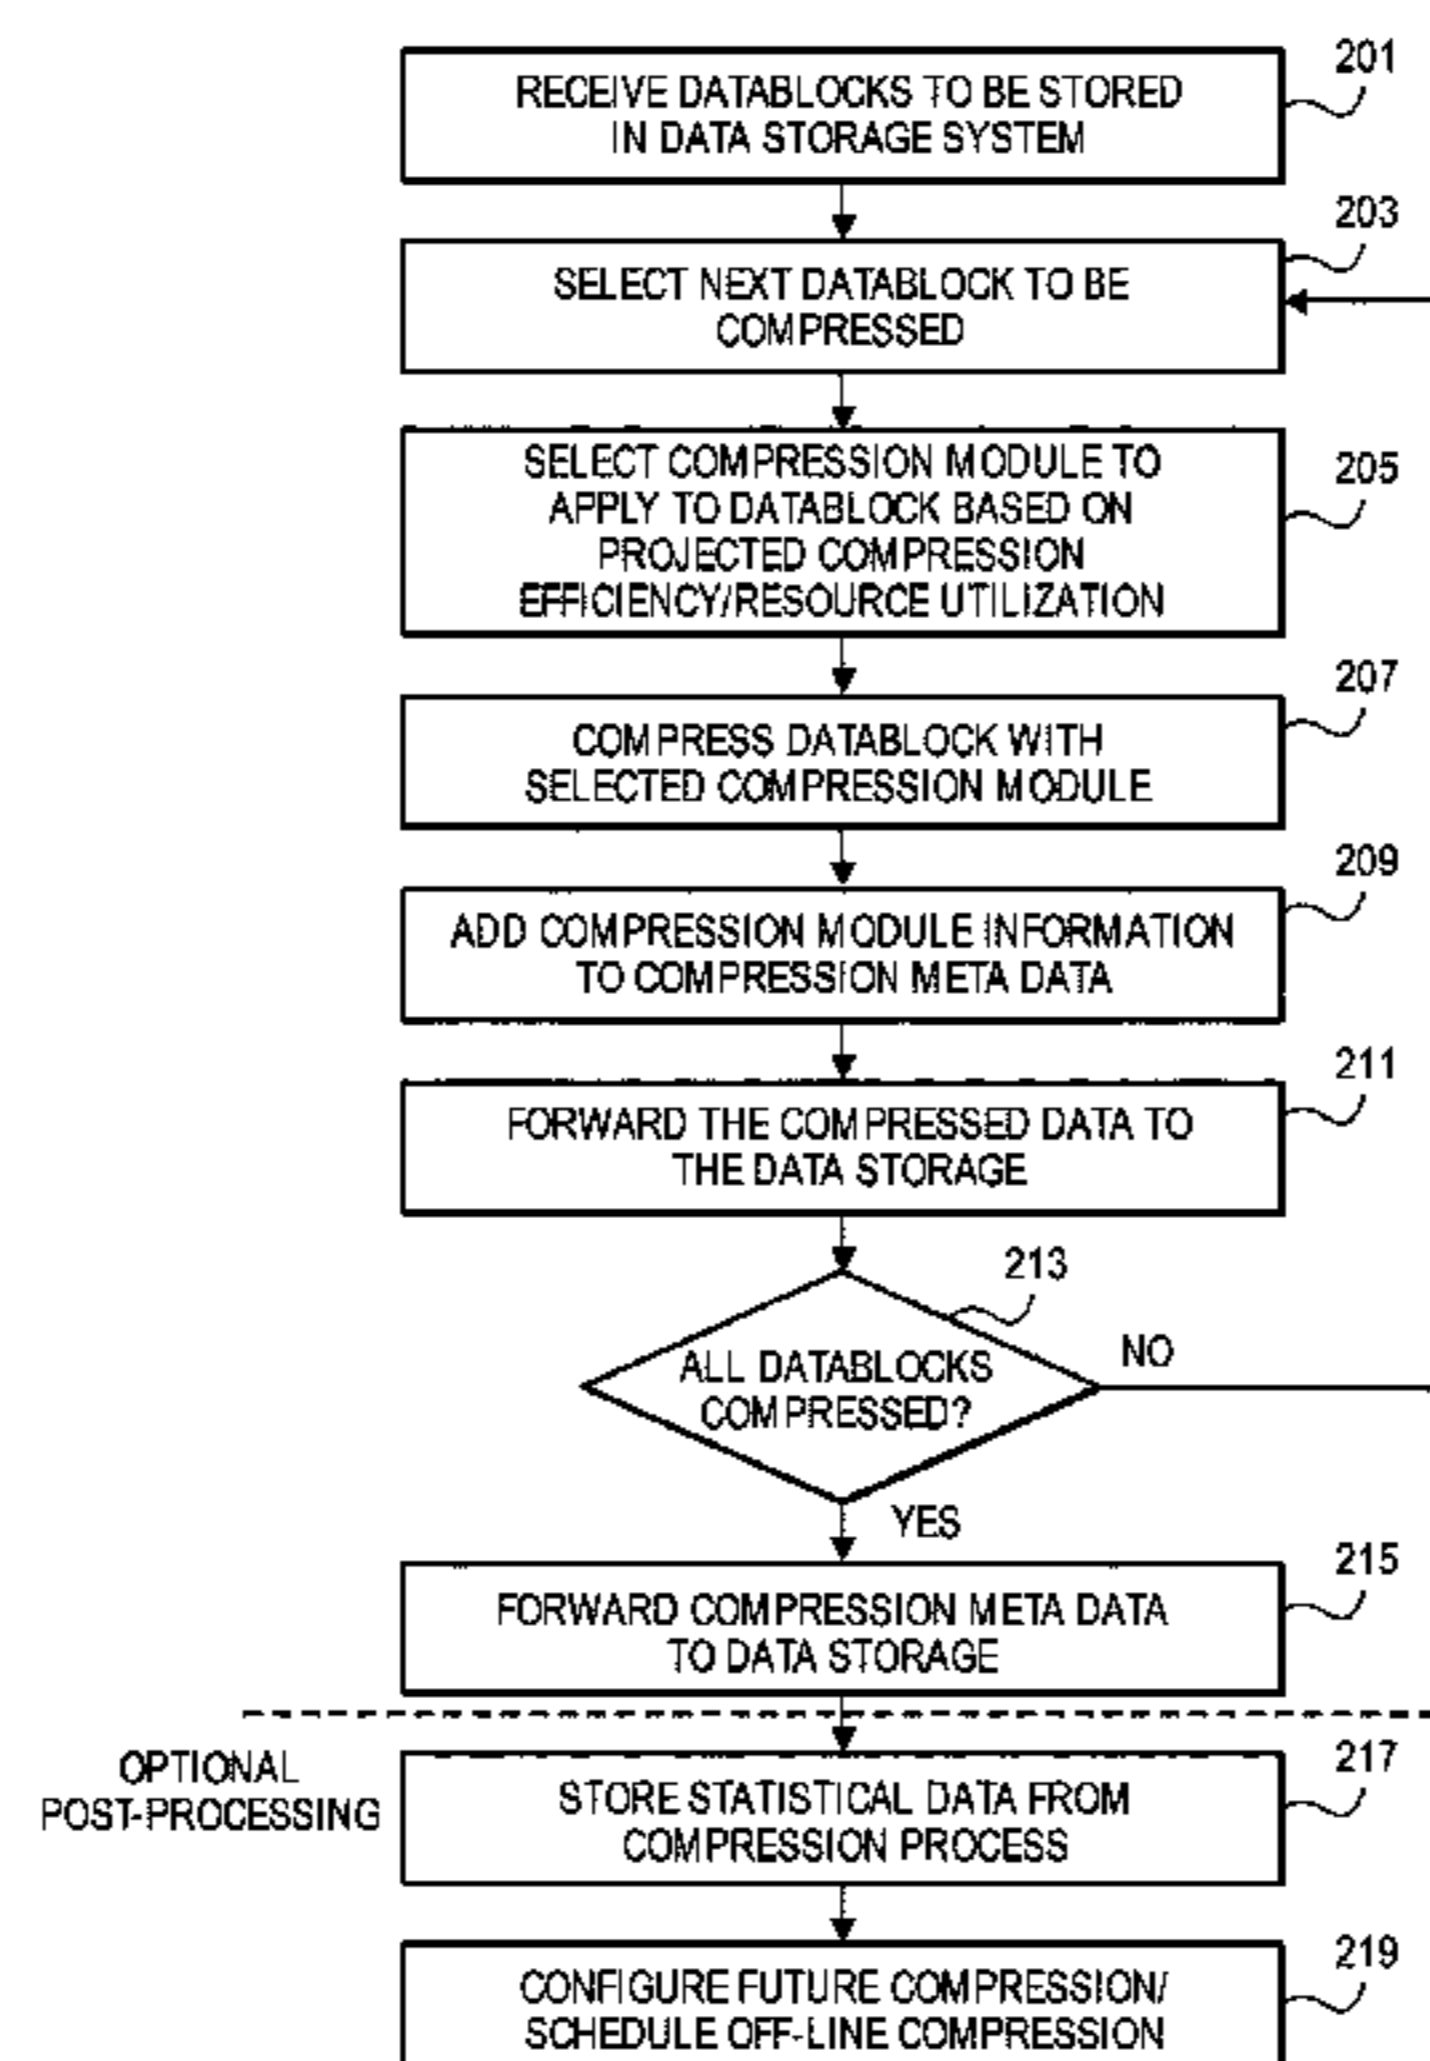 201
RECEIVE DATABLOCKS TO BE STORED
IN DATA STORAGE SYSTEM
203
SELECT NEXT DATABLOCK TO BE
COMPRESSED
205
SELECT COMPRESSION MODULE TO
APPLY TO DATABLOCK BASED ON
PROJECTED COMPRESSION
EFFICIENCY/RESOURCE UTILIZATION
207
COMPRESS DATABLOCK WITH
SELECTED COMPRESSION MODULE
209
ADD COMPRESSION MODULE INFORMATION
TO COMPRESSION META DATA
211
FORWARD THE COMPRESSED DATA TO
THE DATA STORAGE
213
ALL DATABLOCKS
COMPRESSED?
NO
YES
215
FORWARD COMPRESSION META DATA
TO DATA STORAGE
OPTIONAL
POST-PROCESSING
217
STORE STATISTICAL DATA FROM
COMPRESSION PROCESS
219
CONFIGURE FUTURE COMPRESSION/
SCHEDULE OFF-LINE COMPRESSION